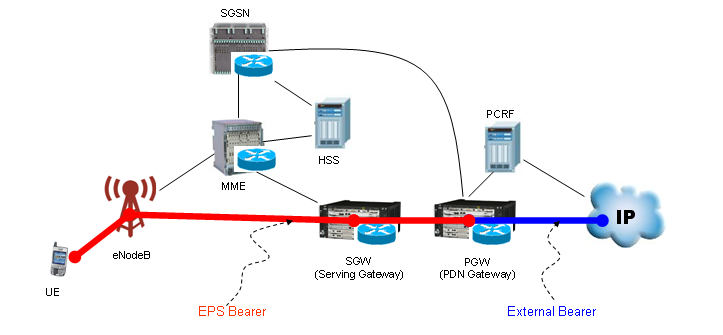 SGSN
PCRF
HSS
MME
IP
eNodeB
SGW
(Serving Gateway)
PGW
(PDN Gateway)
UE
EPS Bearer
External Bearer